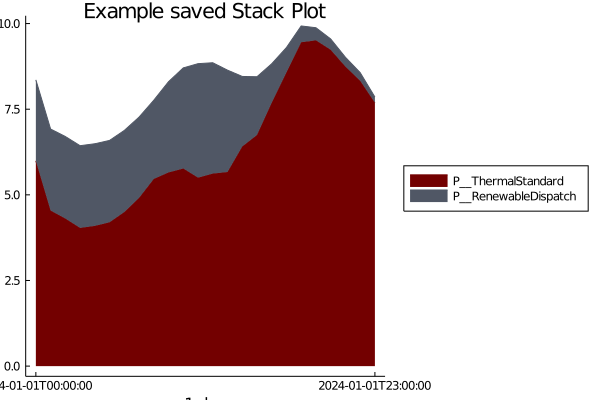 Example saved Stack Plot
10.0
7.5
5.0
2.5
0.0
4-01-01T00:00:00
2024-01-01T23:00:00
P__ThermalStandard
P__RenewableDispatch